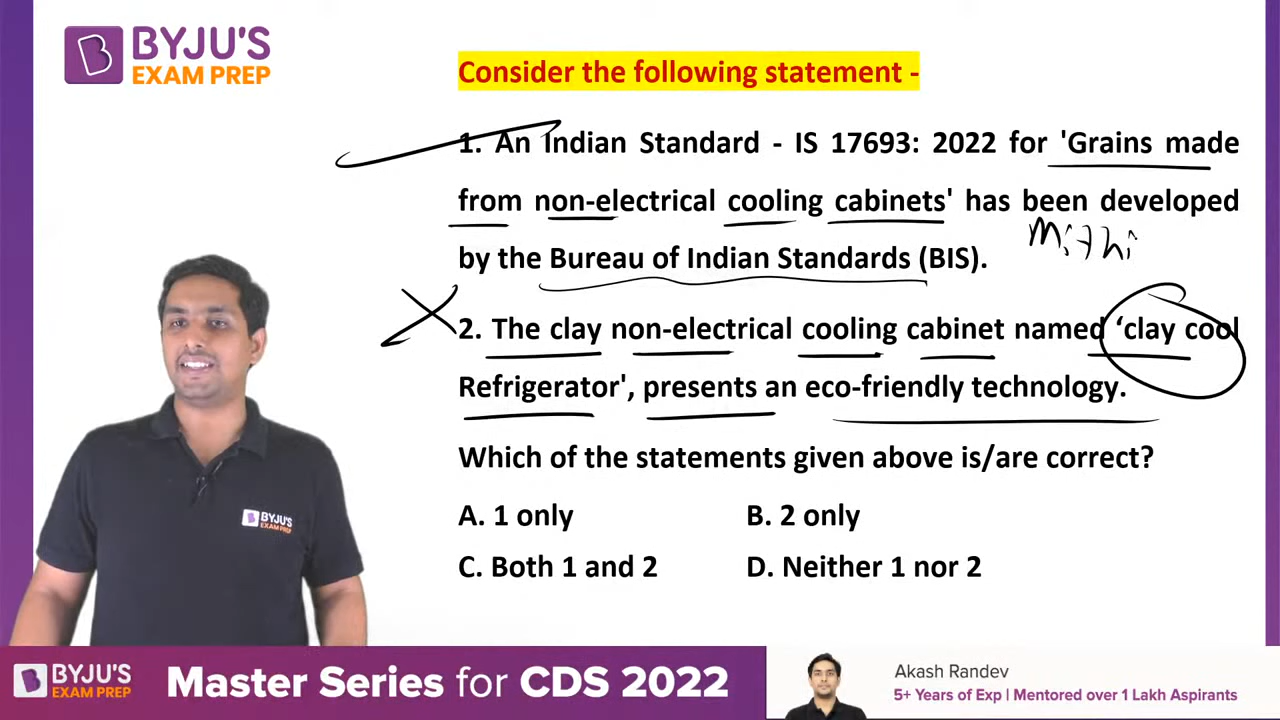 BYJU'S
EXAM PREP
Consider the following statement -
1. An Indian Standard - IS 17693: 2022 for 'Grains made
from non-electrical cooling cabinets' has been developed
by the Bureau of Indian Standards (BIS).
Mithi
2. The clay non-electrical cooling cabinet named ‘clay cool
Refrigerator', presents an eco-friendly technology.
Which of the statements given above is/are correct?
A. 1 only
B. 2 only
C. Both 1 and 2
D. Neither 1 nor 2
BYJU'S
EXAM PREP
BYJU'S
EXAM PREP
Master Series for CDS 2022
Akash Randev
5+ Years of Exp | Mentored over 1 Lakh Aspirants